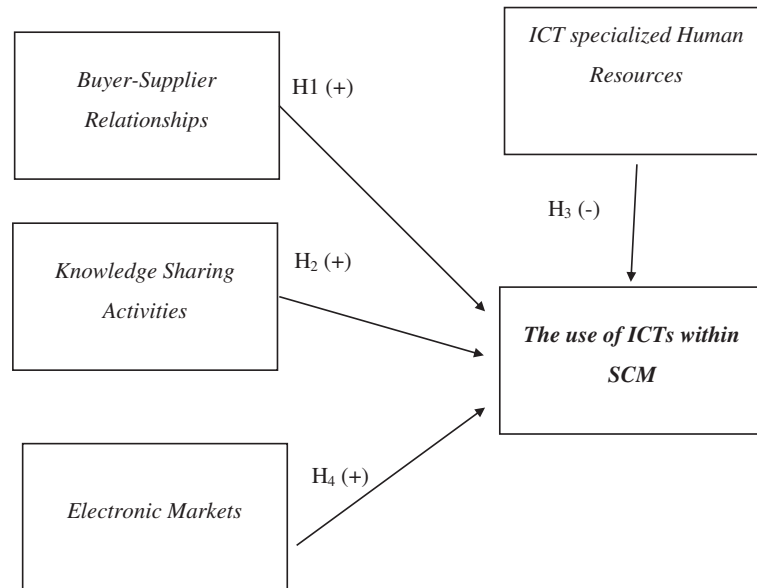 Buyer-Supplier
Relationships
H1 (+)
ICT specialized Human
Resources
H₃ (-)
Knowledge Sharing
Activities
H₂ (+)
The use of ICTs within
SCM
Electronic Markets
H₄ (+)